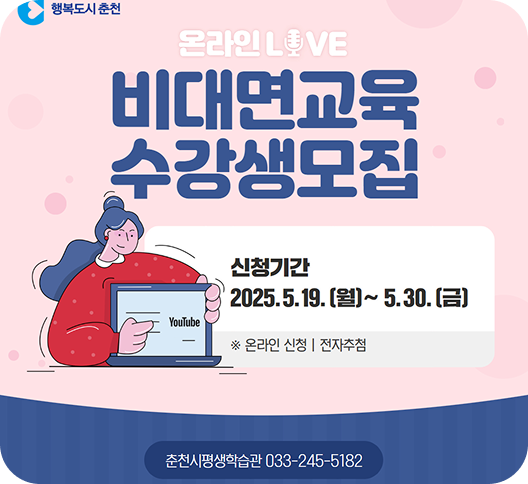 행복도시 춘천
온라인 LIVE
비대면교육
수강생모집
신청기간
2025. 5. 19. (월) ~ 5. 30. (금)
※ 온라인 신청 | 전자추첨
YouTube
춘천시평생학습관 033-245-5182